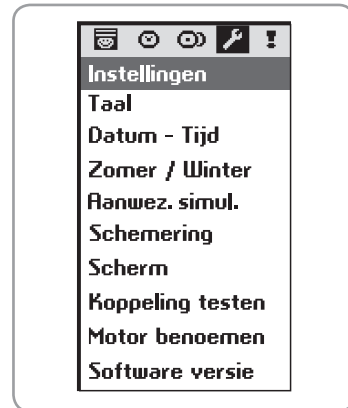 Instellingen
Taal
Datum - Tijd
Zomer / Winter
Aanwez. simul.
Schemering
Scherm
Koppeling testen
Motor benoemen
Software versie